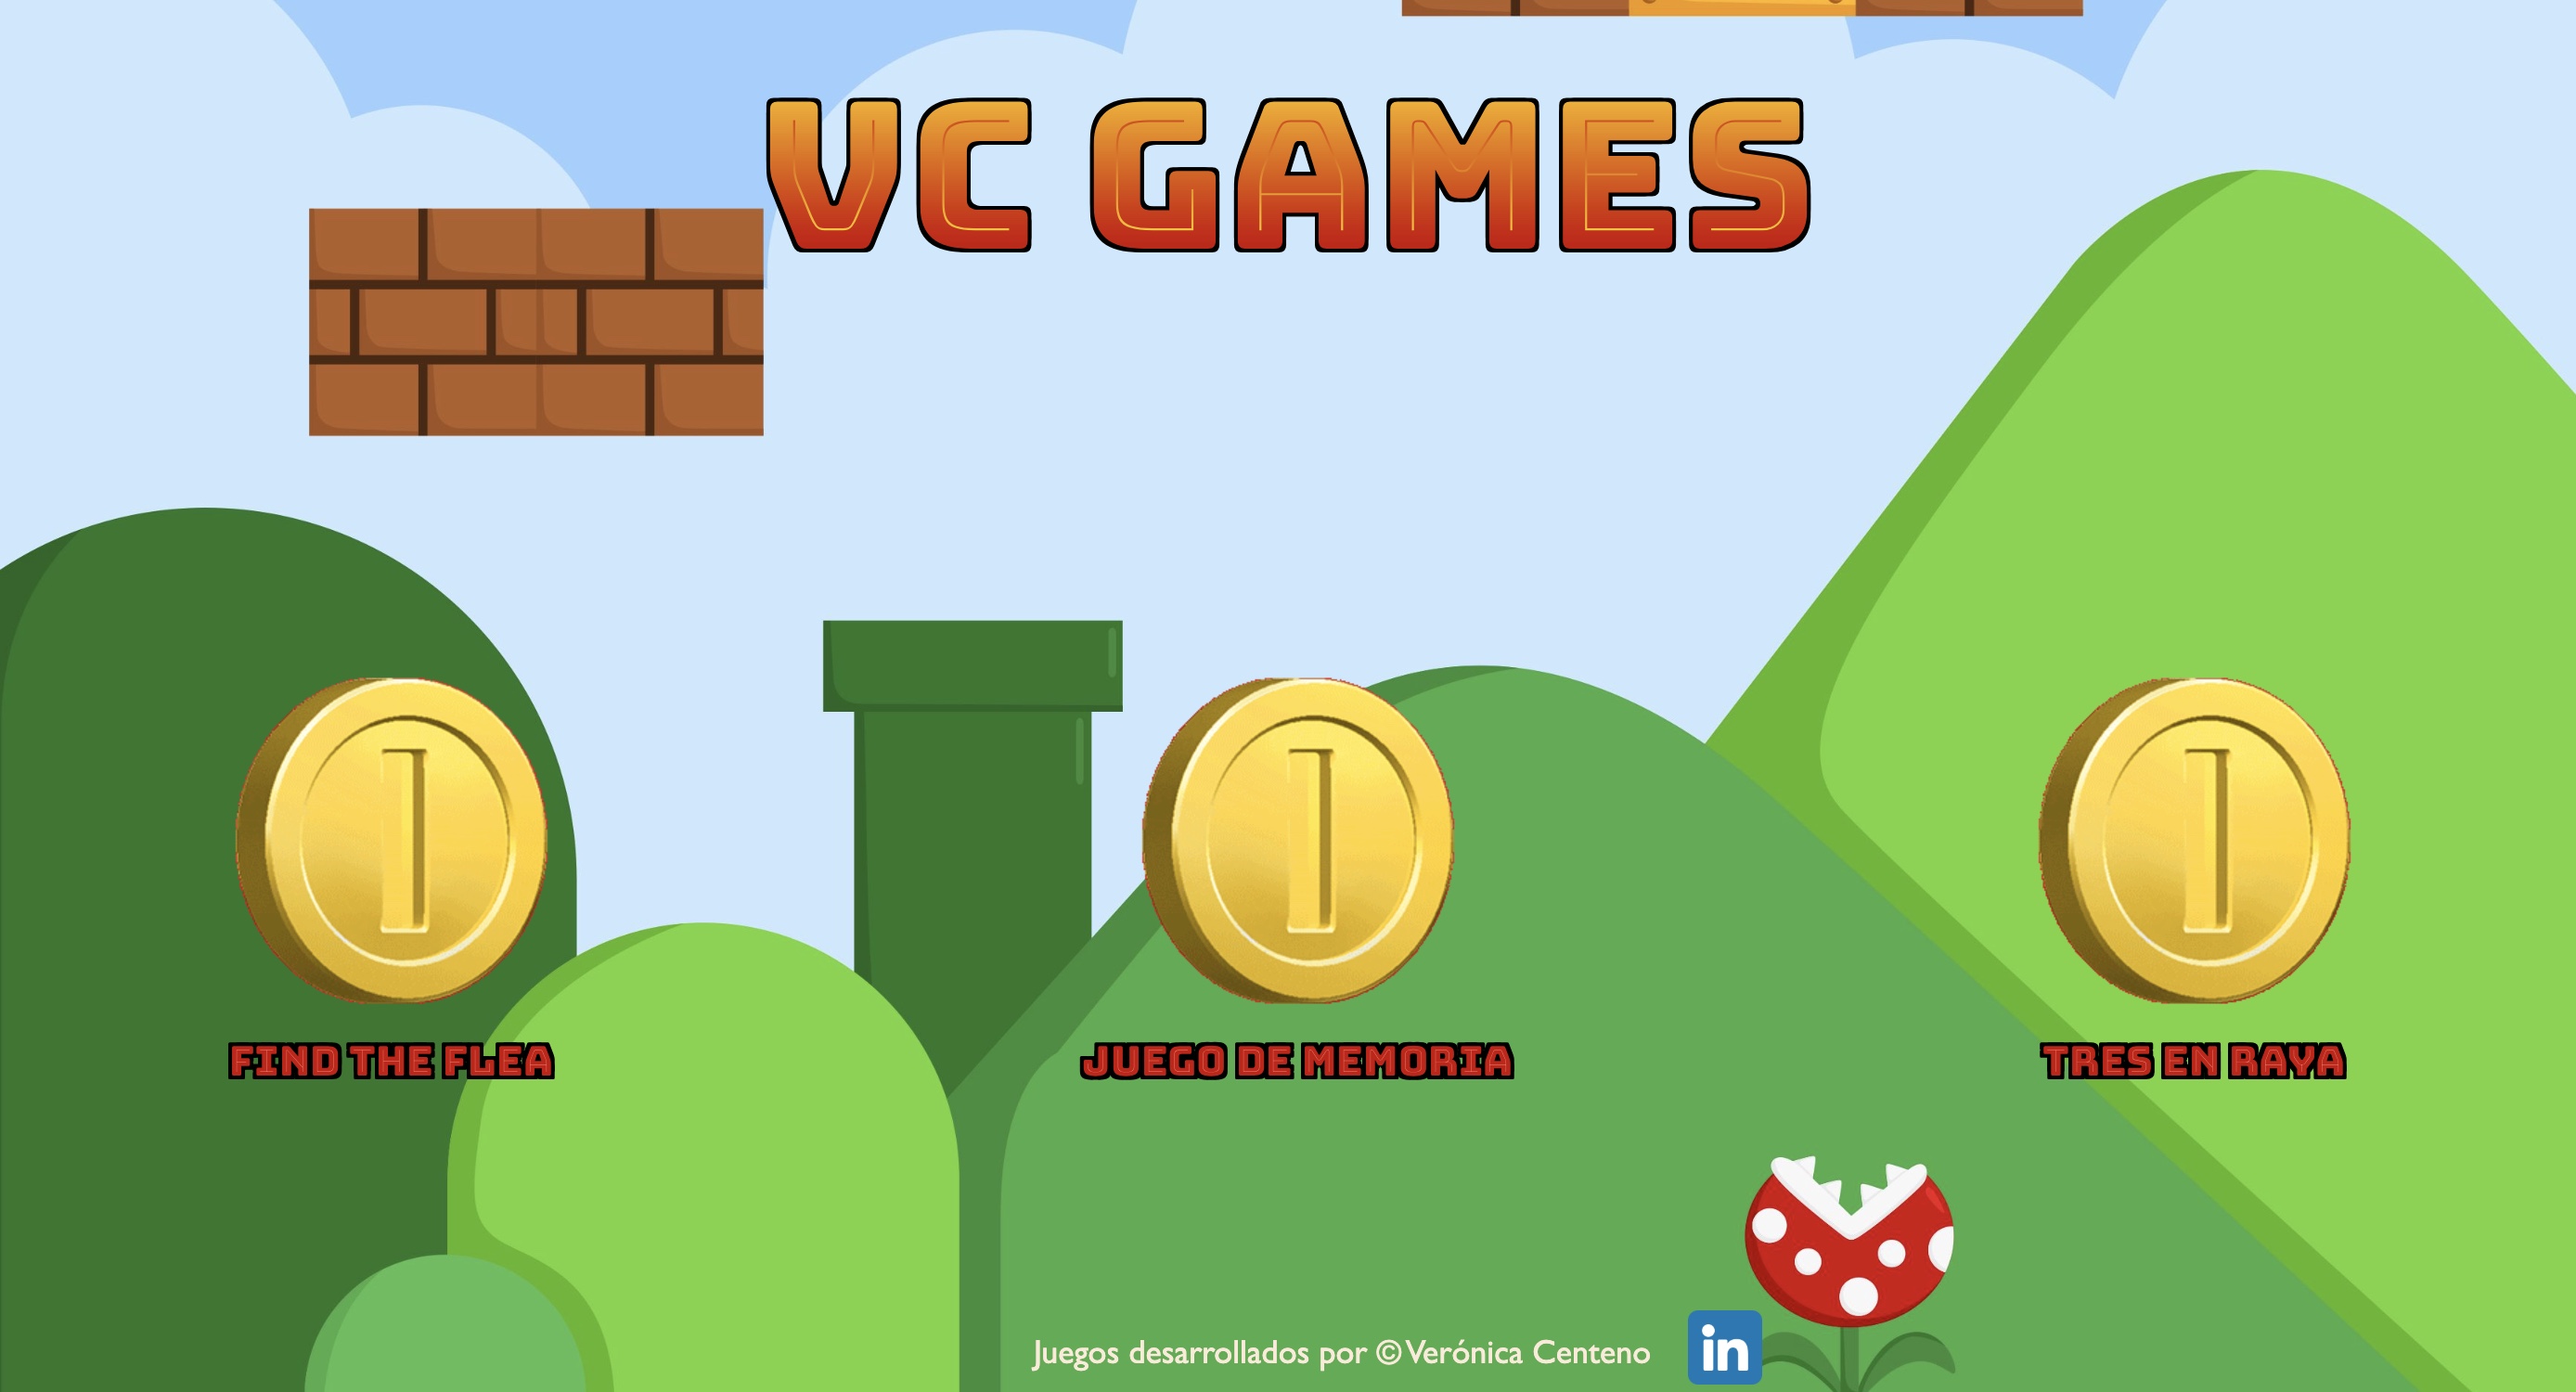 VC GAMES
FIND THE FLEA
JUEGO DE MEMORIA
TRES EN RAYA
Juegos desarrollados por © Verónica Centeno
in